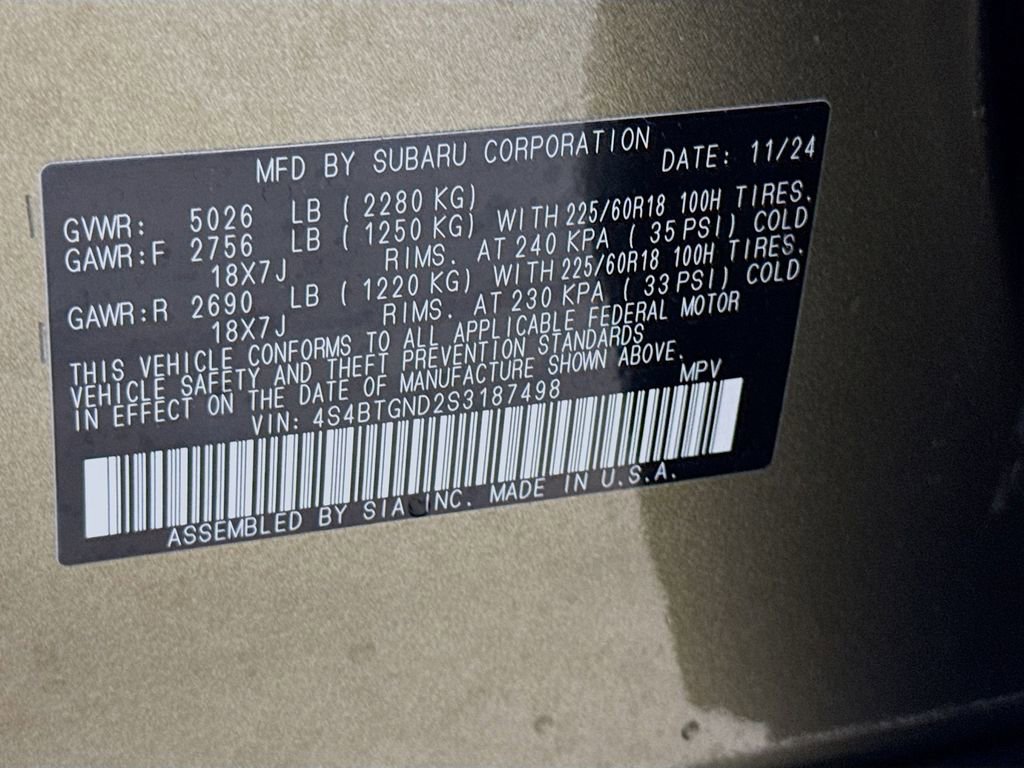 MFD BY SUBARU CORPORATION DATE: 11/24
GVWR: 5026 LB ( 2280 KG)
GAWR:F 2756 LB ( 1250 KG) WITH 225/60R18 100H TIRES.
18X7J RIMS. AT 240 KPA ( 35 PSI) COLD
GAWR:R 2690 LB ( 1220 KG) WITH 225/60R18 100H TIRES.
18X7J RIMS. AT 230 KPA ( 33 PSI) COLD
THIS VEHICLE CONFORMS TO ALL APPLICABLE FEDERAL MOTOR
VEHICLE SAFETY AND THEFT PREVENTION STANDARDS
IN EFFECT ON THE DATE OF MANUFACTURE SHOWN ABOVE.
VIN: 4S4BTGND2S3187498 MPV
ASSEMBLED BY SIA INC. MADE IN U.S.A.